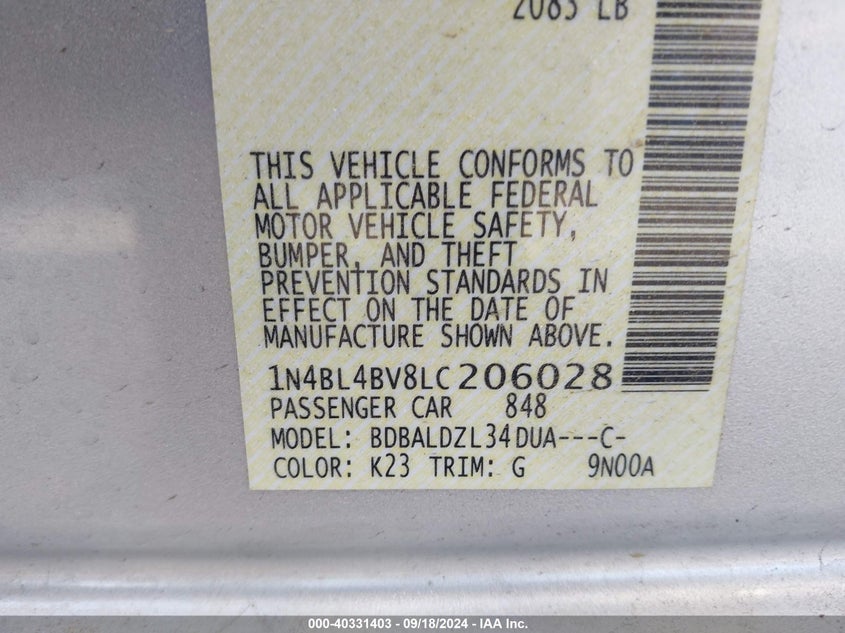 2083 LB
THIS VEHICLE CONFORMS TO
ALL APPLICABLE FEDERAL
MOTOR VEHICLE SAFETY,
BUMPER, AND THEFT
PREVENTION STANDARDS IN
EFFECT ON THE DATE OF
MANUFACTURE SHOWN ABOVE.
1N4BL4BV8LC206028
PASSENGER CAR 848
MODEL: BDBALDZL34DUA---C-
COLOR: K23 TRIM: G 9N00A
000-40331403 - 09/18/2024 - IAA Inc.